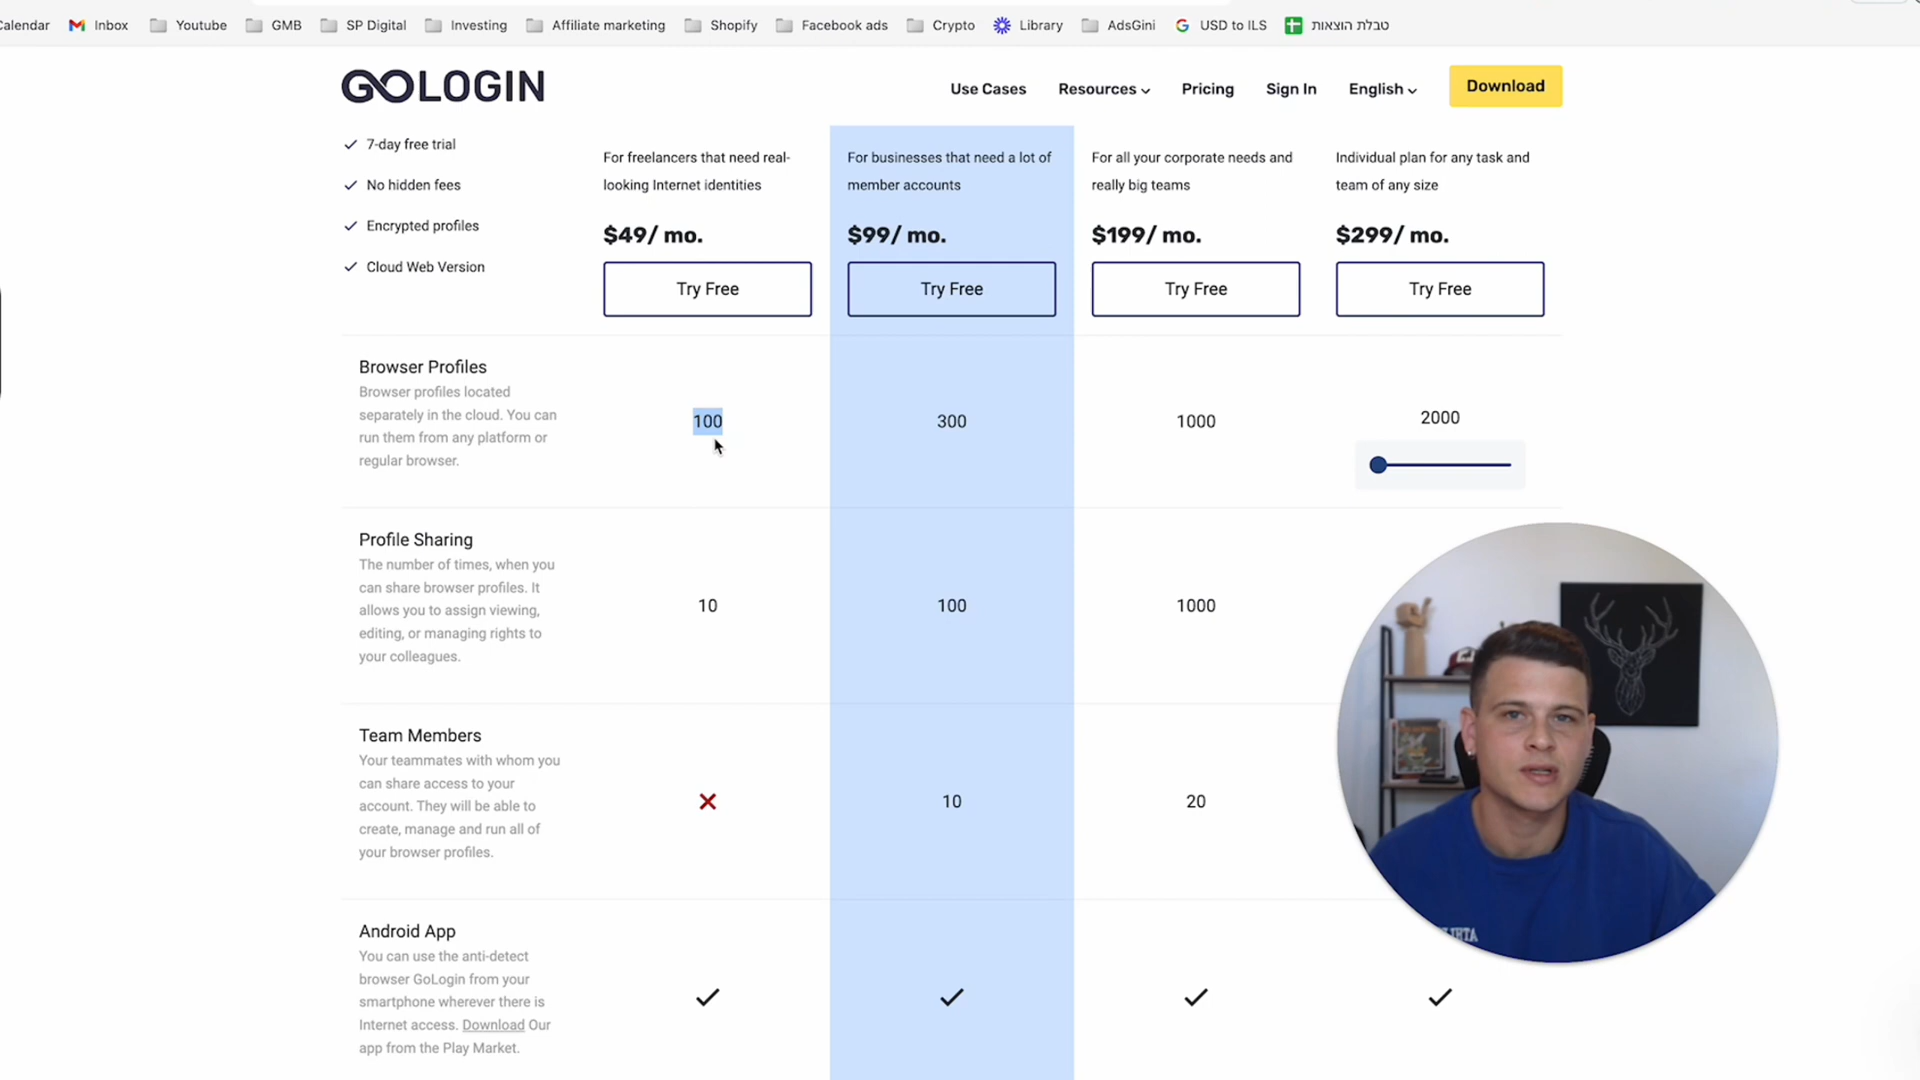 Calendar Inbox Youtube GMB SP Digital Investing Affiliate marketing Shopify Facebook ads Crypto Library AdsGini USD to ILS טבלת הוצאות
GOLOGIN
Use Cases Resources Pricing Sign In English Download
7-day free trial
No hidden fees
Encrypted profiles
Cloud Web Version
For freelancers that need real-
looking Internet identities
$49/ mo.
Try Free
For businesses that need a lot of
member accounts
$99/ mo.
Try Free
For all your corporate needs and
really big teams
$199/ mo.
Try Free
Individual plan for any task and
team of any size
$299/ mo.
Try Free
Browser Profiles
Browser profiles located
separately in the cloud. You can
run them from any platform or
regular browser.
100 300 1000 2000
Profile Sharing
The number of times, when you
can share browser profiles. It
allows you to assign viewing,
editing, or managing rights to
your colleagues.
10 100 1000
Team Members
Your teammates with whom you
can share access to your
account. They will be able to
create, manage and run all of
your browser profiles.
10 20
Android App
You can use the anti-detect
browser GoLogin from your
smartphone wherever there is
Internet access. Download Our
app from the Play Market.